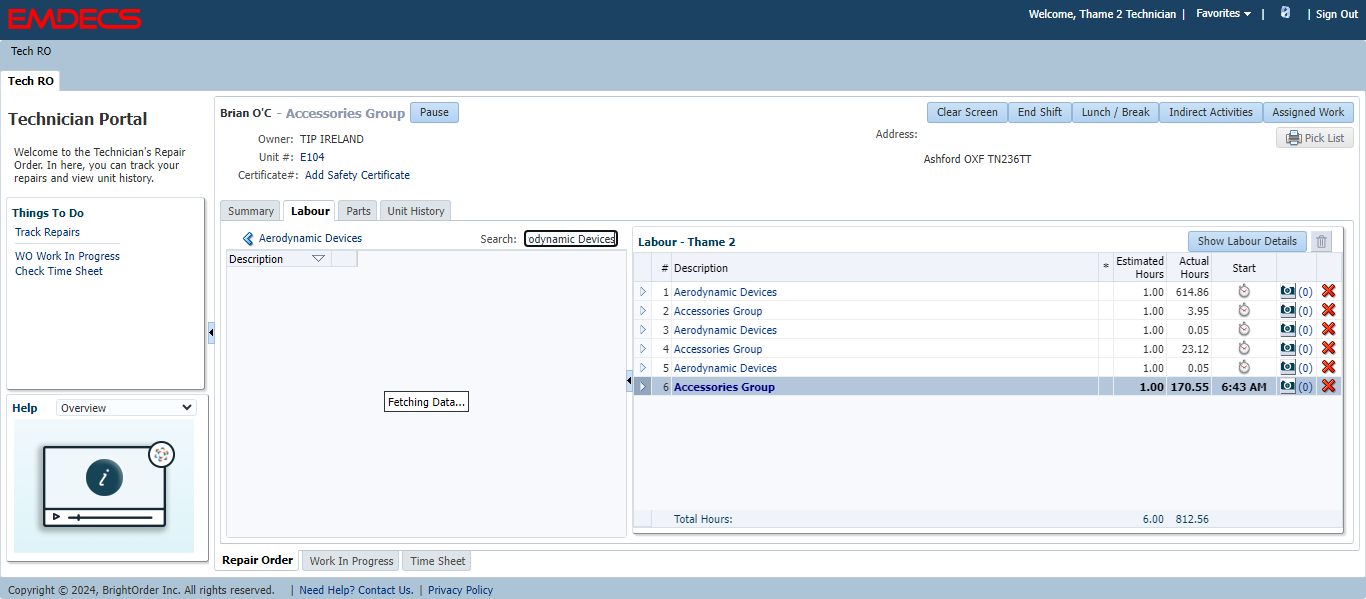 EMDECS
Welcome, Thame 2 Technician | Favorites | | Sign Out
Tech RO
Tech RO
Technician Portal
Welcome to the Technician's Repair
Order. In here, you can track your
repairs and view unit history.
Things To Do
Track Repairs
WO Work In Progress
Check Time Sheet
Help Overview
Brian O'C - Accessories Group Pause
Clear Screen End Shift Lunch / Break Indirect Activities Assigned Work
Owner: TIP IRELAND
Unit #: E104
Certificate#: Add Safety Certificate
Address:
Ashford OXF TN236TT
Pick List
Summary Labour Parts Unit History
Aerodynamic Devices Search: odynamic Devices
Description
Fetching Data...
Labour - Thame 2 Show Labour Details
# Description * Estimated Hours Actual Hours Start
1 Aerodynamic Devices 1.00 614.86 (0)
2 Accessories Group 1.00 3.95 (0)
3 Aerodynamic Devices 1.00 0.05 (0)
4 Accessories Group 1.00 23.12 (0)
5 Aerodynamic Devices 1.00 0.05 (0)
6 Accessories Group 1.00 170.55 6:43 AM (0)
Total Hours: 6.00 812.56
Repair Order Work In Progress Time Sheet
Copyright © 2024, BrightOrder Inc. All rights reserved. | Need Help? Contact Us. | Privacy Policy